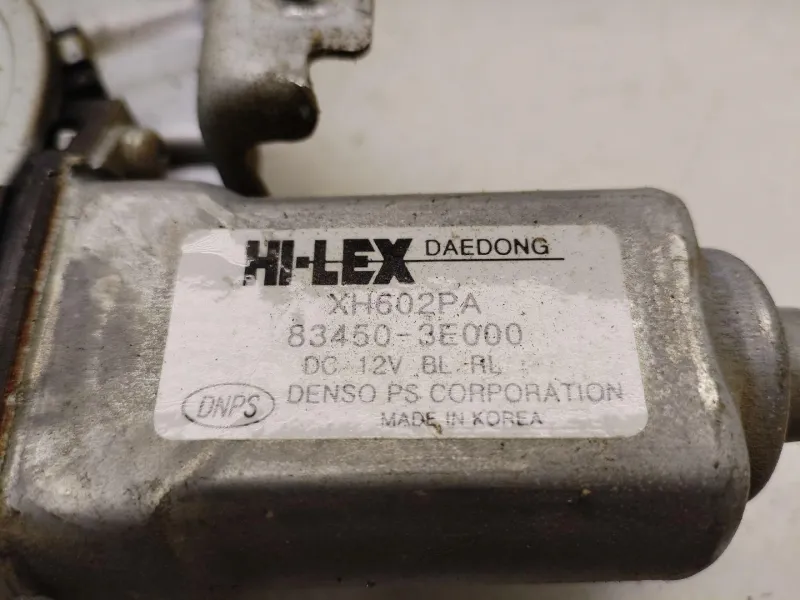 HI-LEX DAEDONG
XH602PA
83450-3E000
DC 12V BL RL
DNPS DENSO PS CORPORATION
MADE IN KOREA